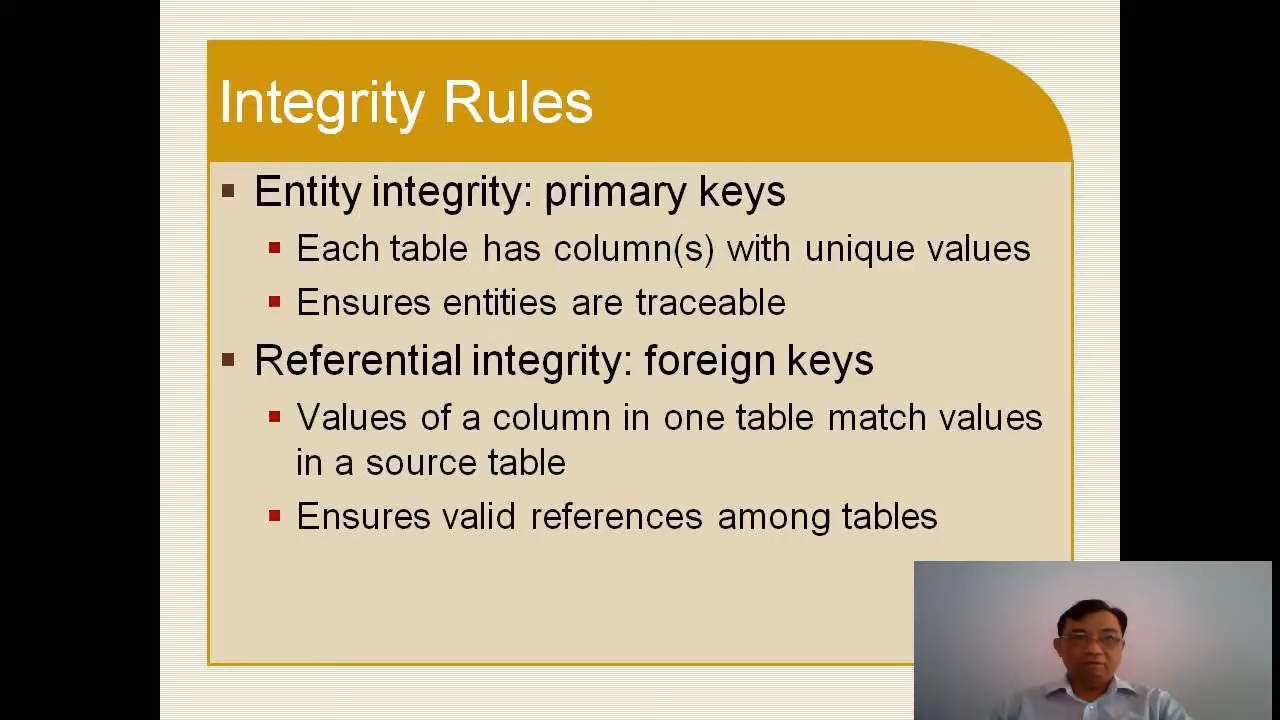 Integrity Rules
Entity integrity: primary keys
Each table has column(s) with unique values
Ensures entities are traceable
Referential integrity: foreign keys
Values of a column in one table match values
in a source table
Ensures valid references among tables